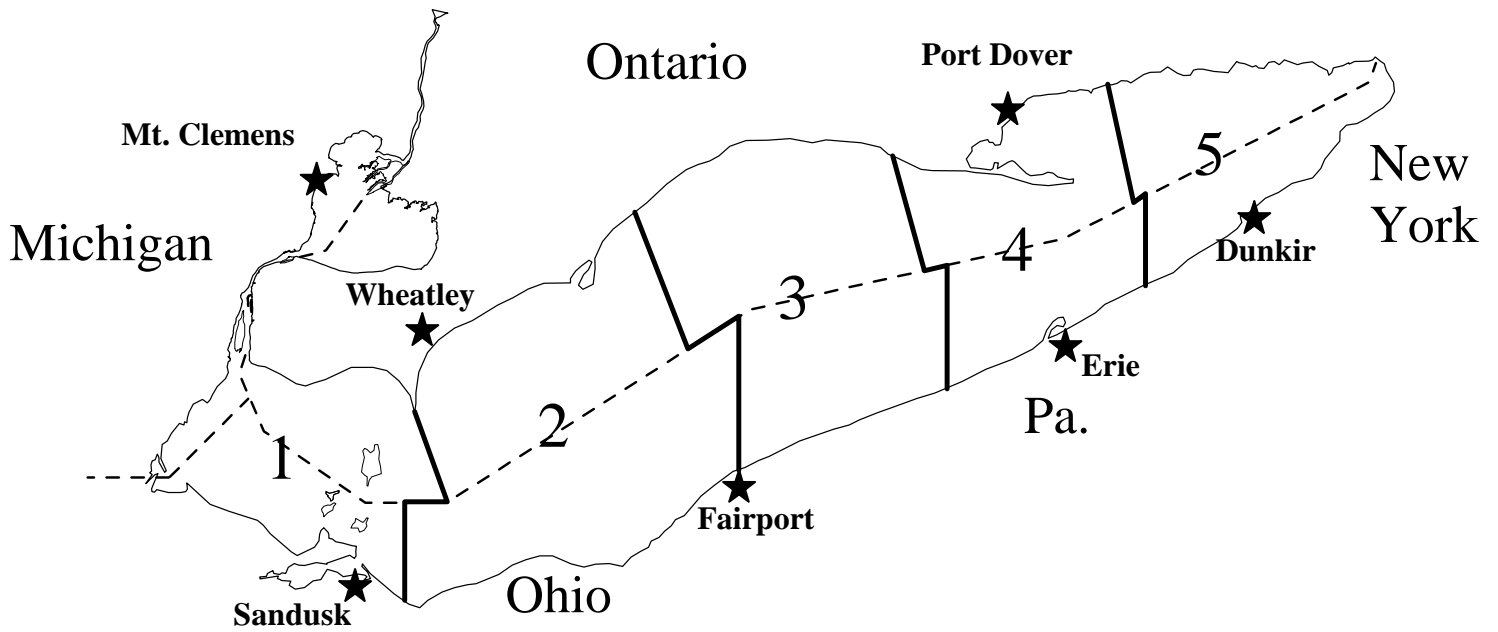 Ontario
Port Dover
Mt. Clemens
5
New
York
Michigan
4
Dunkir
Wheatley
3
Erie
Pa.
2
1
Fairport
Ohio
Sandusk